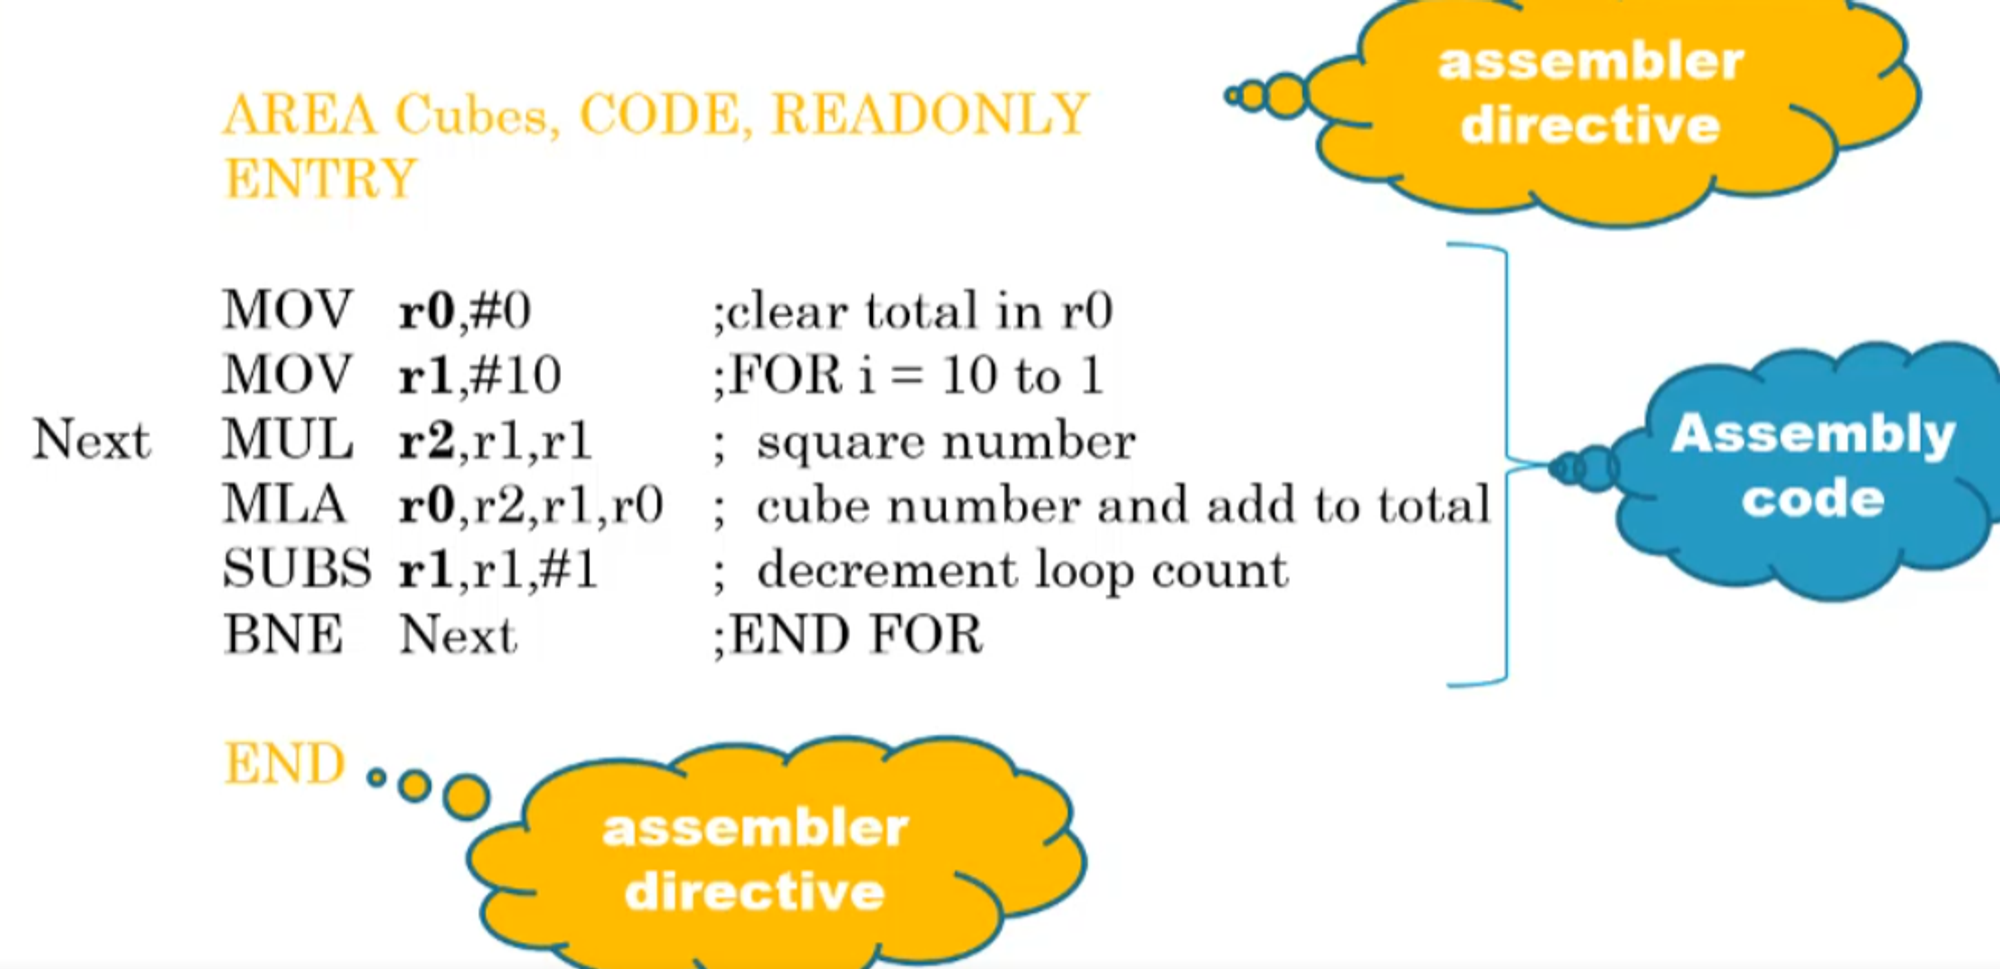 assembler
directive
AREA Cubes, CODE, READONLY
ENTRY
MOV r0,#0 ;clear total in r0
MOV r1,#10 ;FOR i = 10 to 1
Next MUL r2,r1,r1 ; square number
MLA r0,r2,r1,r0 ; cube number and add to total
SUBS r1,r1,#1 ; decrement loop count
BNE Next ;END FOR
Assembly
code
END
assembler
directive